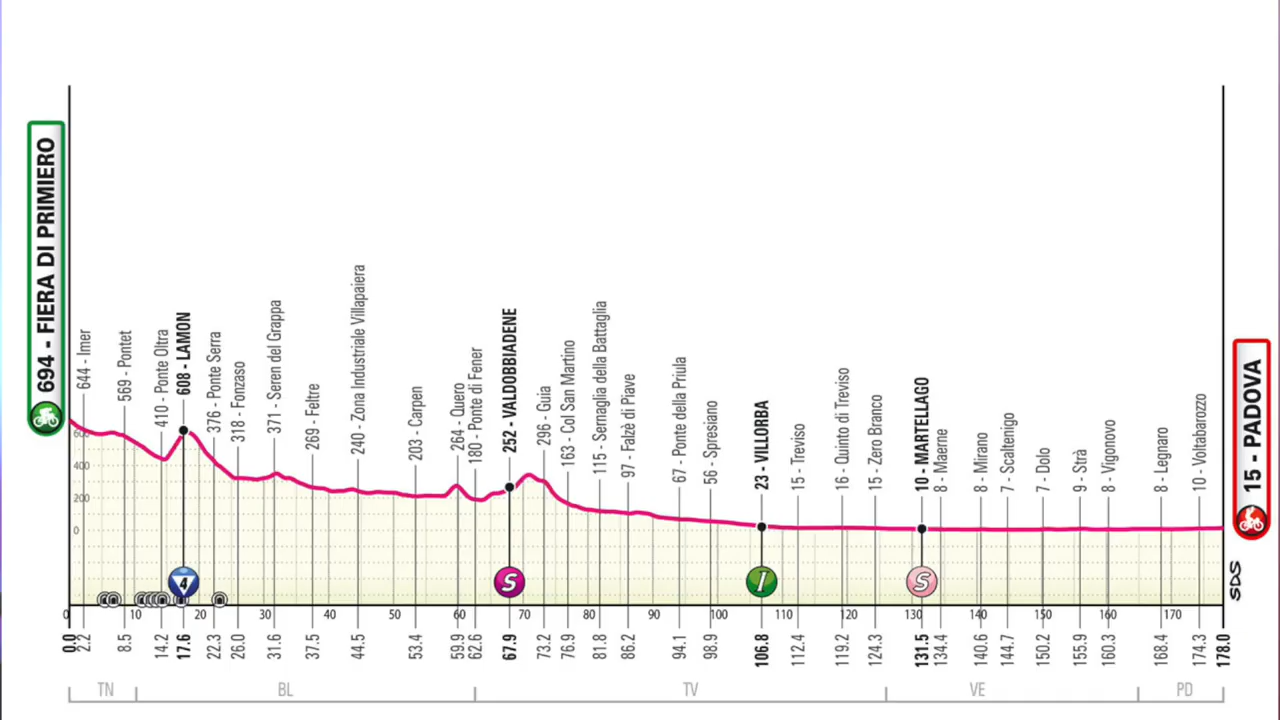 694 - FIERA DI PRIMIERO
644 - Imer
569 - Pontet
410 - Ponte Oltra
608 - LAMON
376 - Ponte Serra
318 - Fonzaso
371 - Seren del Grappa
269 - Feltre
240 - Zona Industriale Villapaiera
203 - Carpen
264 - Quero
180 - Ponte di Fener
252 - VALDOBBIADENE
296 - Guia
163 - Col San Martino
115 - Sernaglia della Battaglia
97 - Falzè di Piave
67 - Ponte della Priula
56 - Spresiano
23 - VILLORBA
15 - Treviso
16 - Quinto di Treviso
15 - Zero Branco
10 - MARTELLAGO
8 - Maerne
8 - Mirano
7 - Scaltenigo
7 - Dolo
9 - Strà
8 - Vigonovo
8 - Legnaro
10 - Voltabarozzo
15 - PADOVA
600
400
200
0
4
S
I
S
SDS
0 10 20 30 40 50 60 70 80 90 100 110 120 130 140 150 160 170
0.0 2.2 8.5 14.2 17.6 22.3 26.0 31.6 37.5 44.5 53.4 59.9 62.6 67.9 73.2 76.9 81.8 86.2 94.1 98.9 106.8 112.4 119.2 124.3 131.5 134.4 140.6 144.7 150.2 155.9 160.3 168.4 174.3 178.0
TN BL TV VE PD